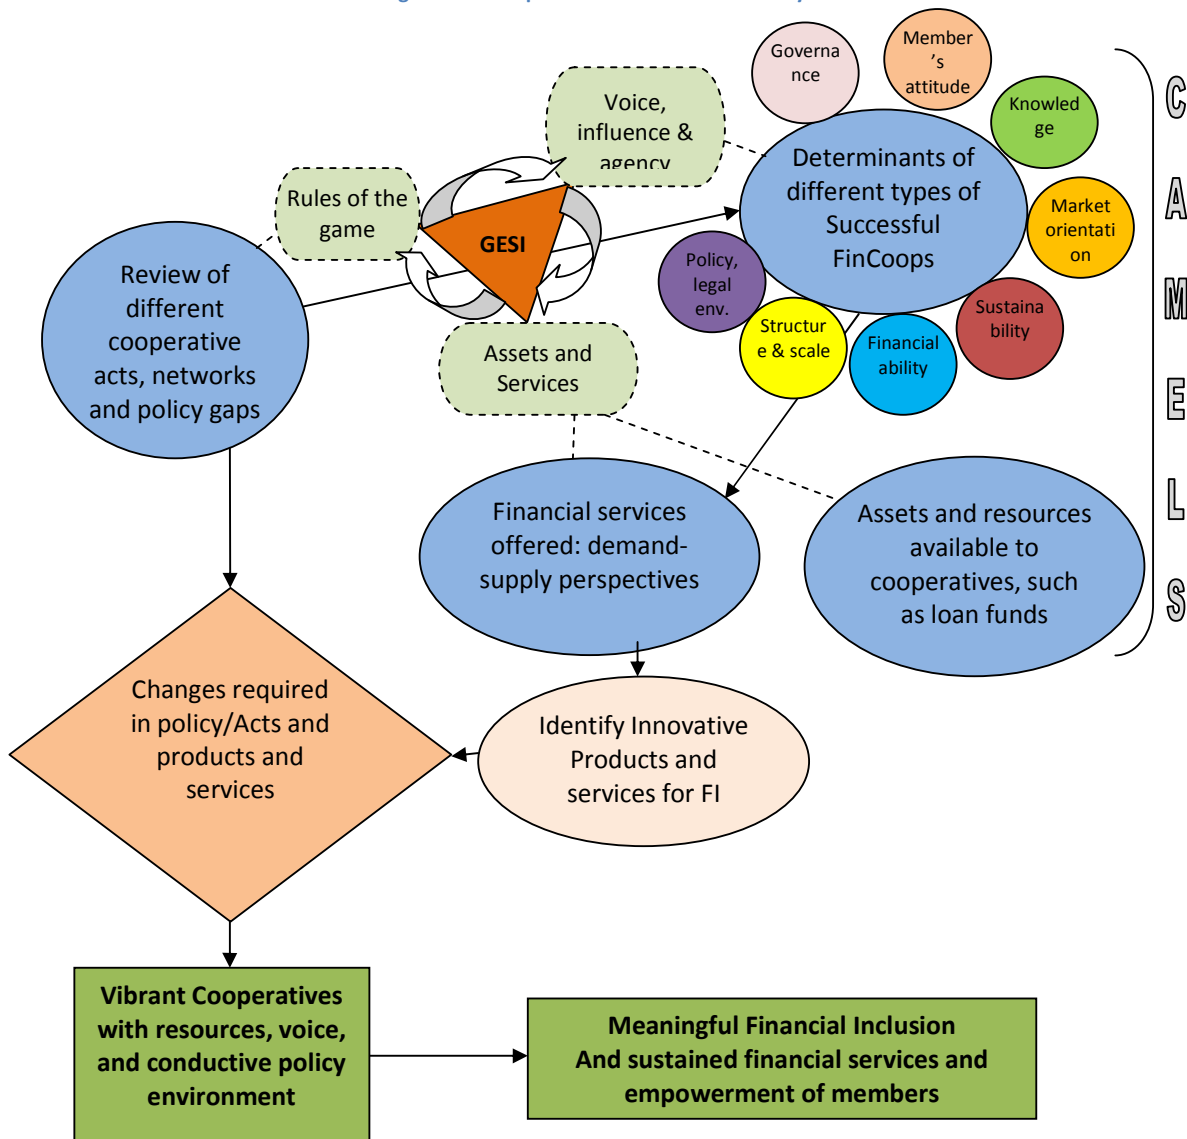 Governa
nce
Member
's
attitude
Knowled
ge
Market
orientati
on
Sustaina
bility
Financial
ability
Structur
e & scale
Policy,
legal
env.
Determinants of
different types of
Successful
FinCoops
Voice,
influence &
agency
Rules of the
game
GESI
Assets and
Services
Review of
different
cooperative
acts, networks
and policy gaps
Financial services
offered: demand-
supply perspectives
Assets and resources
available to
cooperatives, such
as loan funds
C
A
M
E
L
S
Changes required
in policy/Acts and
products and
services
Identify Innovative
Products and
services for FI
Vibrant Cooperatives
with resources, voice,
and conductive policy
environment
Meaningful Financial Inclusion
And sustained financial services and
empowerment of members